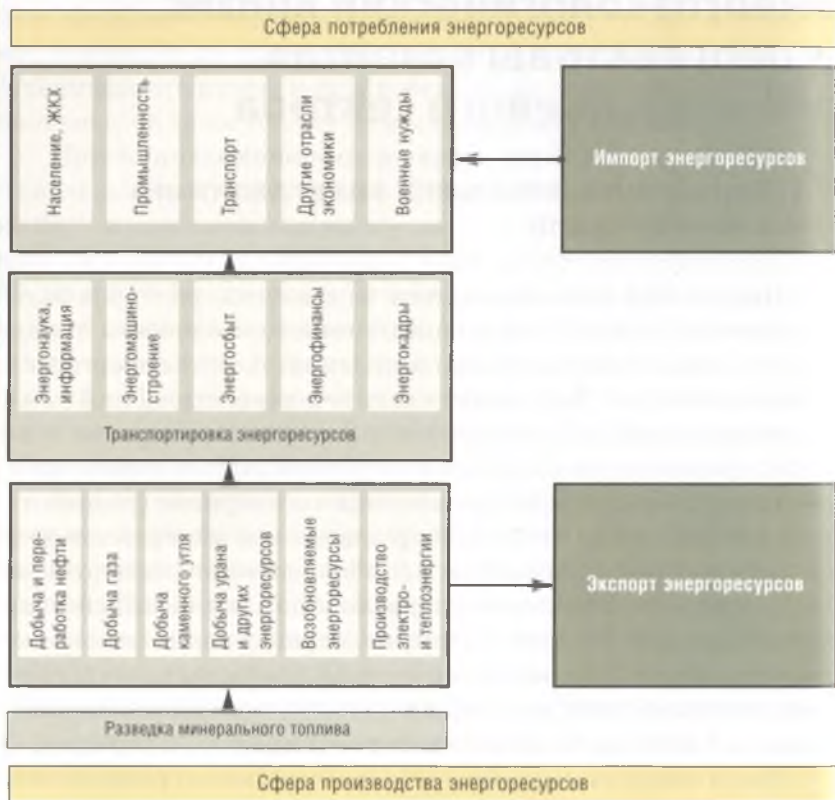 Сфера потребления энергоресурсов
Население, ЖКХ
Промышленность
Транспорт
Другие отрасли
экономики
Военные нужды
Импорт энергоресурсов
Энергонаука,
информация
Энергомашино-
строение
Энергосбыт
Энергофинансы
Энергокадры
Транспортировка энергоресурсов
Добыча и пере-
работка нефти
Добыча газа
Добыча
каменного угля
Добыча урана
и других
энергоресурсов
Возобновляемые
энергоресурсы
Производство
электро-
и теплоэнергии
Экспорт энергоресурсов
Разведка минерального топлива
Сфера производства энергоресурсов